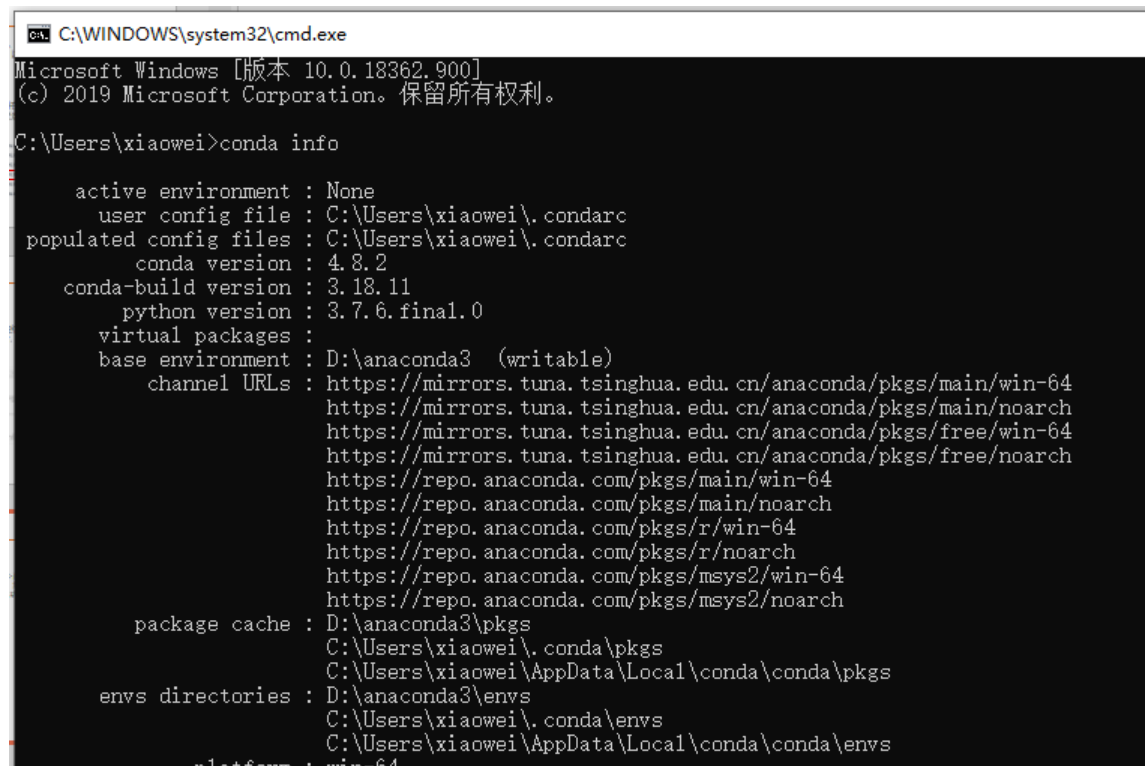 C:\WINDOWS\system32\cmd.exe
Microsoft Windows [版本 10.0.18362.900]
(c) 2019 Microsoft Corporation。保留所有权利。
C:\Users\xiaowei>conda info
active environment : None
user config file : C:\Users\xiaowei\.condarc
populated config files : C:\Users\xiaowei\.condarc
conda version : 4.8.2
conda-build version : 3.18.11
python version : 3.7.6.final.0
virtual packages :
base environment : D:\anaconda3  (writable)
channel URLs : https://mirrors.tuna.tsinghua.edu.cn/anaconda/pkgs/main/win-64
https://mirrors.tuna.tsinghua.edu.cn/anaconda/pkgs/main/noarch
https://mirrors.tuna.tsinghua.edu.cn/anaconda/pkgs/free/win-64
https://mirrors.tuna.tsinghua.edu.cn/anaconda/pkgs/free/noarch
https://repo.anaconda.com/pkgs/main/win-64
https://repo.anaconda.com/pkgs/main/noarch
https://repo.anaconda.com/pkgs/r/win-64
https://repo.anaconda.com/pkgs/r/noarch
https://repo.anaconda.com/pkgs/msys2/win-64
https://repo.anaconda.com/pkgs/msys2/noarch
package cache : D:\anaconda3\pkgs
C:\Users\xiaowei\.conda\pkgs
C:\Users\xiaowei\AppData\Local\conda\conda\pkgs
envs directories : D:\anaconda3\envs
C:\Users\xiaowei\.conda\envs
C:\Users\xiaowei\AppData\Local\conda\conda\envs
platform : win-64